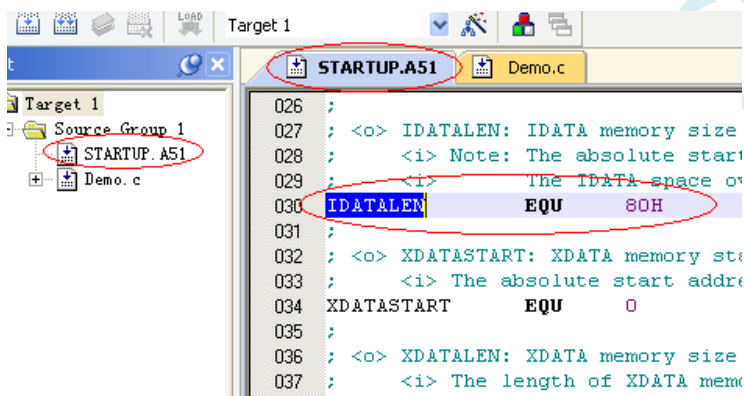 LOAD
Target 1
STARTUP.A51 Demo.c
Target 1
Source Group 1
STARTUP.A51
Demo.c
026 ;
027 ; <o> IDATALEN: IDATA memory size
028 ; <i> Note: The absolute start
029 ; <i> The IDATA space ov
030 IDATALEN EQU 80H
031 ;
032 ; <o> XDATASTART: XDATA memory sta
033 ; <i> The absolute start addre
034 XDATASTART EQU 0
035 ;
036 ; <o> XDATALEN: XDATA memory size
037 ; <i> The length of XDATA memo